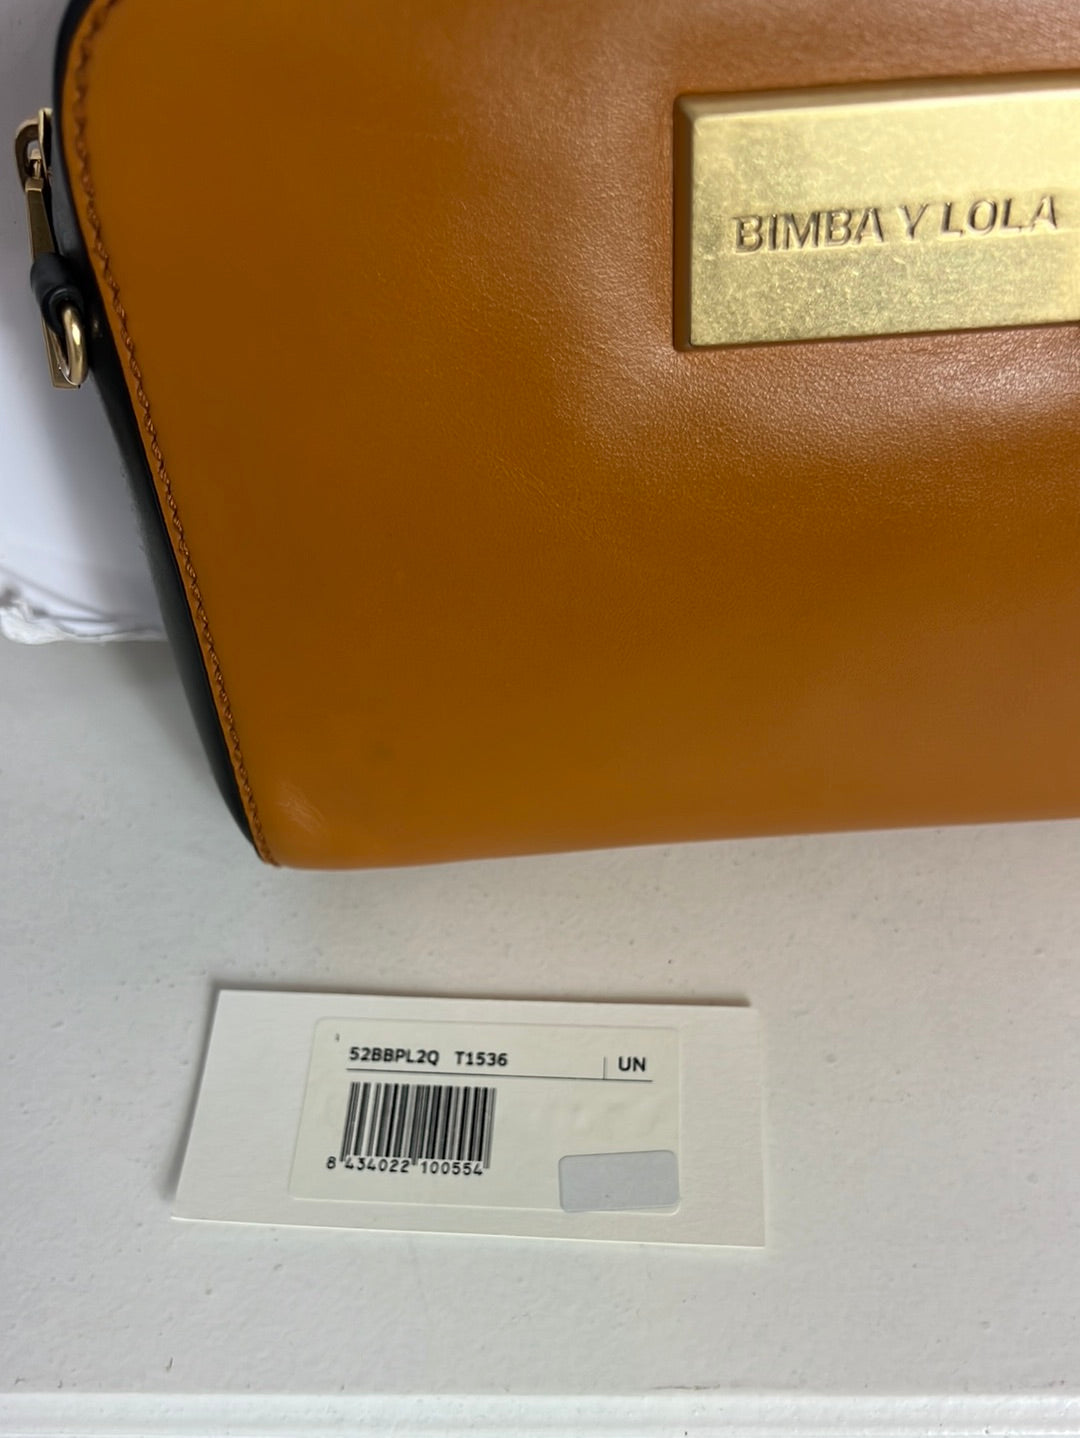 BIMBA Y LOLA
52BBPL2Q T1536 UN
8 434022 100554